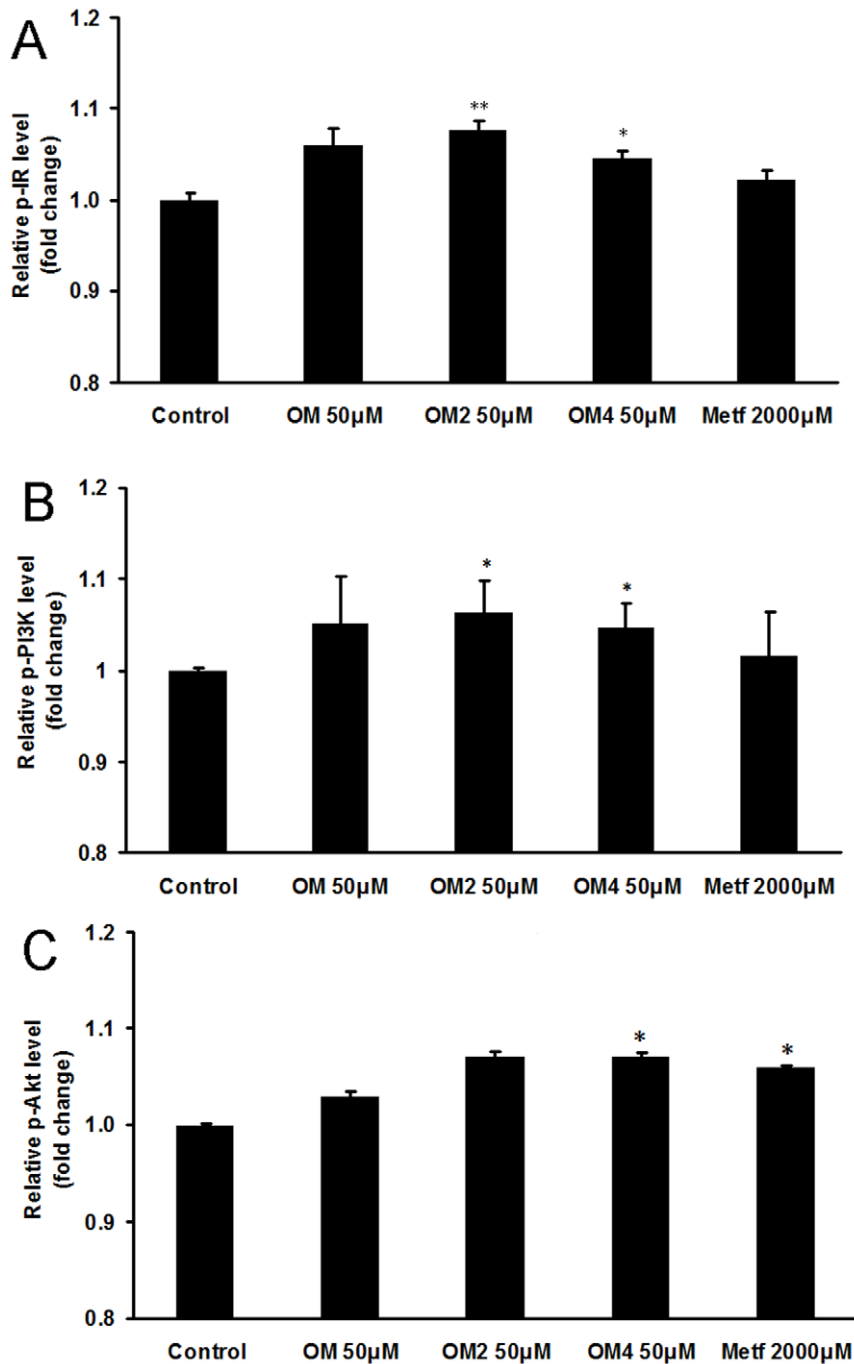 A
Relative p-IR level
(fold change)
1.2
1.1
1.0
0.9
0.8
**
*
Control OM 50µM OM2 50µM OM4 50µM Metf 2000µM
B
Relative p-PI3K level
(fold change)
1.2
1.1
1
0.9
0.8
*
*
Control OM 50µM OM2 50µM OM4 50µM Metf 2000µM
C
Relative p-Akt level
(fold change)
1.2
1.1
1.0
0.9
0.8
*
*
Control OM 50µM OM2 50µM OM4 50µM Metf 2000µM